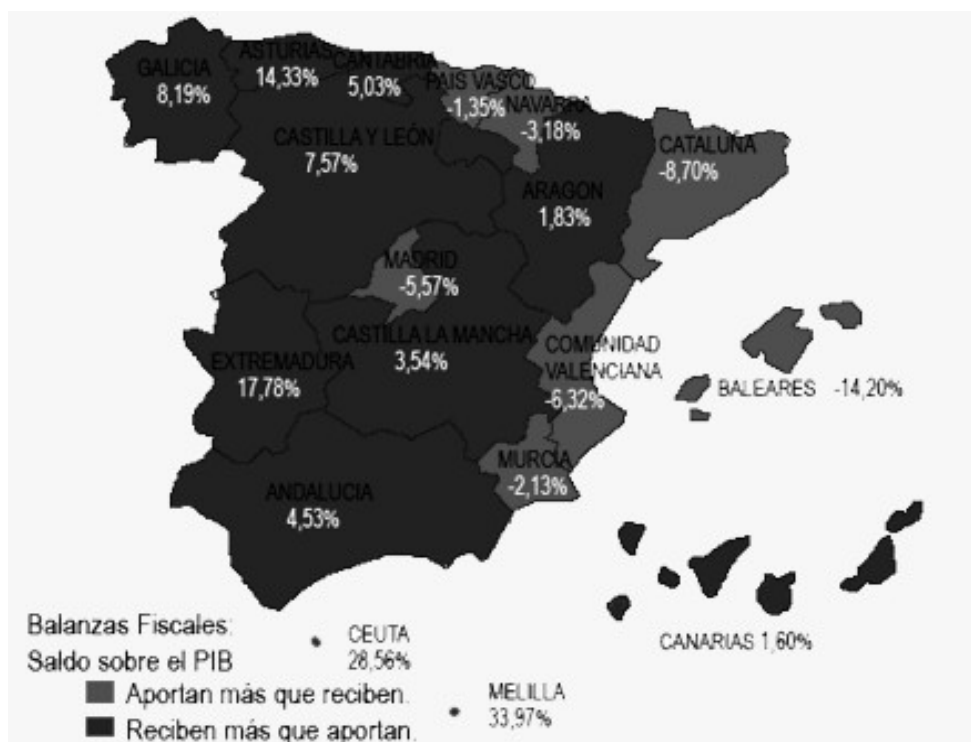 GALICIA
8,19%
ASTURIAS
14,33%
CANTABRIA
5,03%
PAIS VASCO
-1,35%
NAVARRA
-3,18%
CATALUÑA
-8,70%
CASTILLA Y LEÓN
7,57%
ARAGON
1,83%
MADRID
-5,57%
CASTILLA LA MANCHA
3,54%
EXTREMADURA
17,78%
COMUNIDAD
VALENCIANA
-6,32%
BALEARES -14,20%
MURCIA
-2,13%
ANDALUCIA
4,53%
CANARIAS 1,60%
Balanzas Fiscales:
Saldo sobre el PIB
CEUTA
28,56%
Aportan más que reciben.
Reciben más que aportan.
MELILLA
33,97%